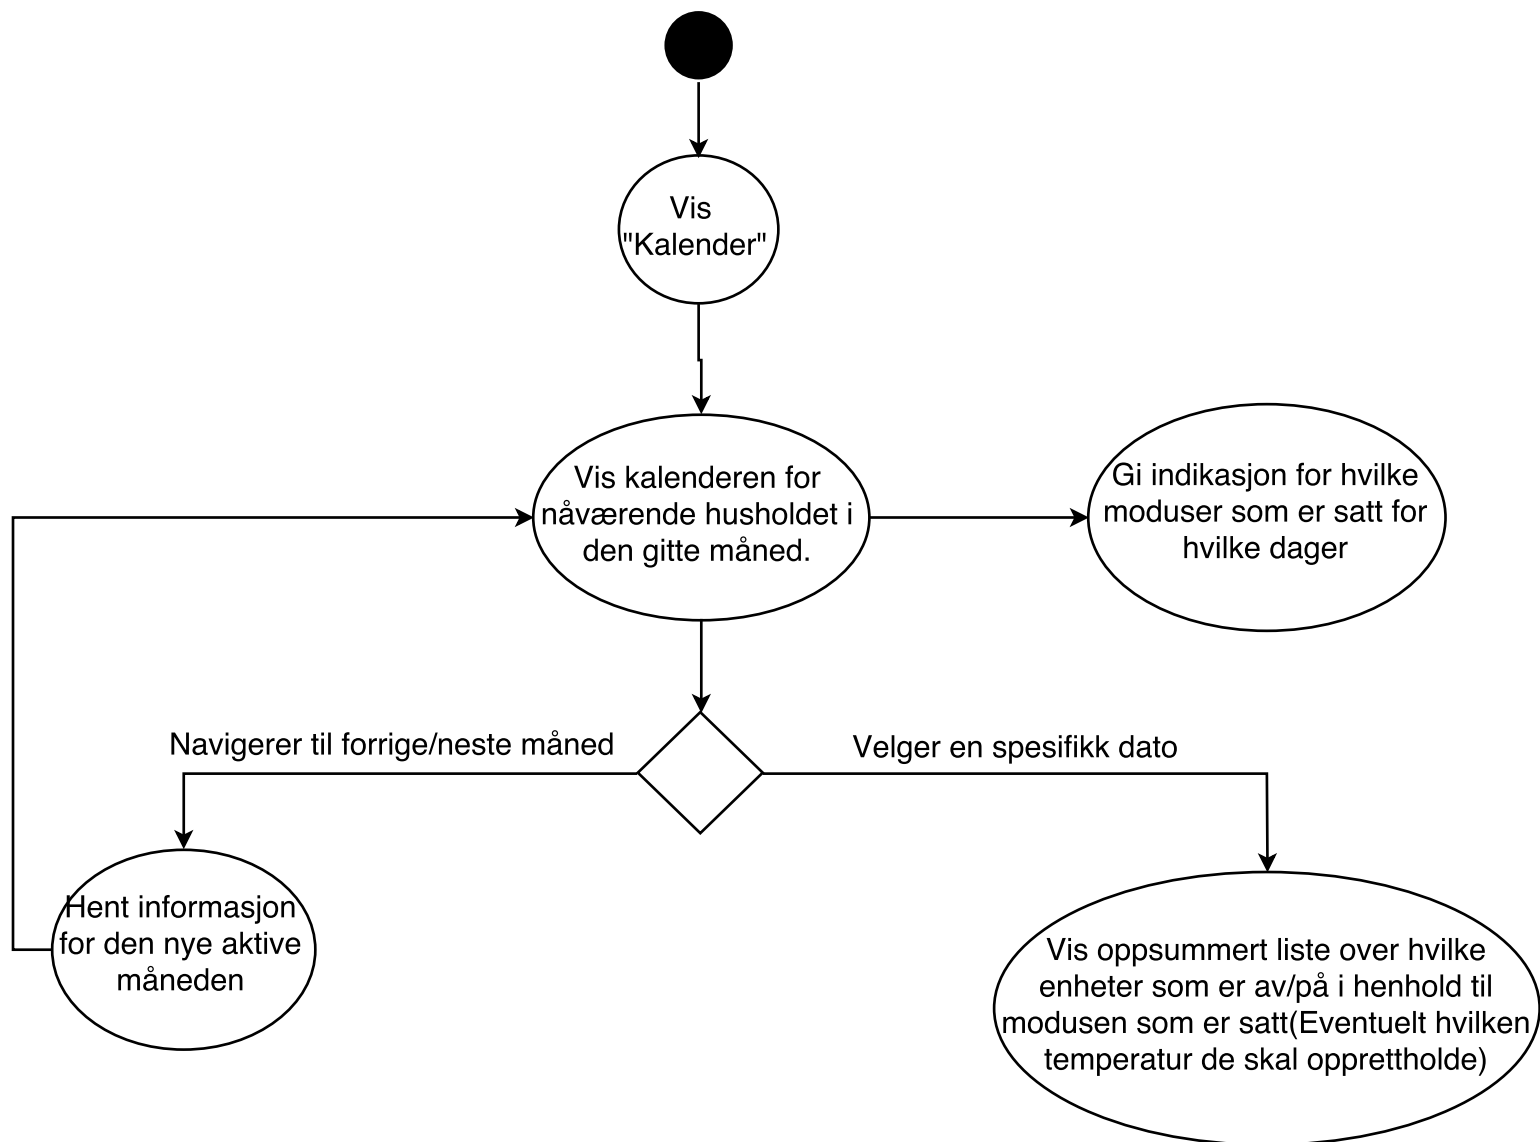 Vis
"Kalender"
Vis kalenderen for
nåværende husholdet i
den gitte måned.
Gi indikasjon for hvilke
moduser som er satt for
hvilke dager
Navigerer til forrige/neste måned
Velger en spesifikk dato
Hent informasjon
for den nye aktive
måneden
Vis oppsummert liste over hvilke
enheter som er av/på i henhold til
modusen som er satt(Eventuelt hvilken
temperatur de skal opprettholde)